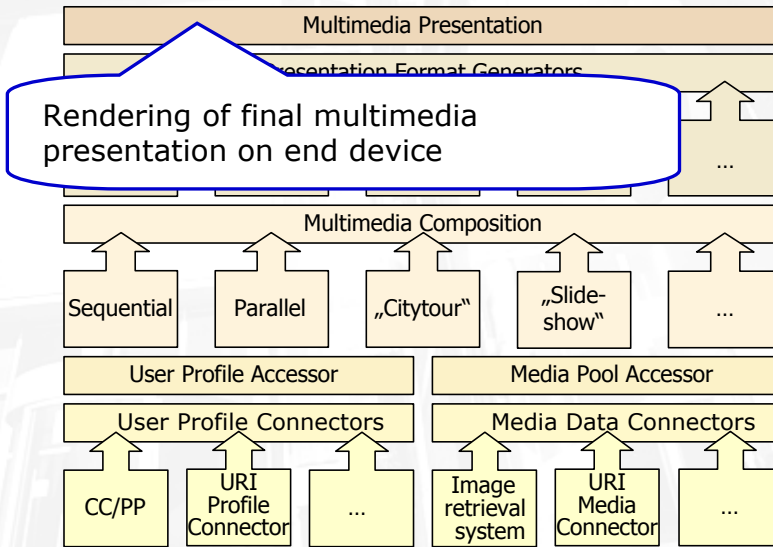 Multimedia Presentation
Presentation Format Generators
Rendering of final multimedia
presentation on end device
…
Multimedia Composition
Sequential
Parallel
„Citytour“
„Slide-
show“
…
User Profile Accessor
Media Pool Accessor
User Profile Connectors
Media Data Connectors
CC/PP
URI
Profile
Connector
…
Image
retrieval
system
URI
Media
Connector
…